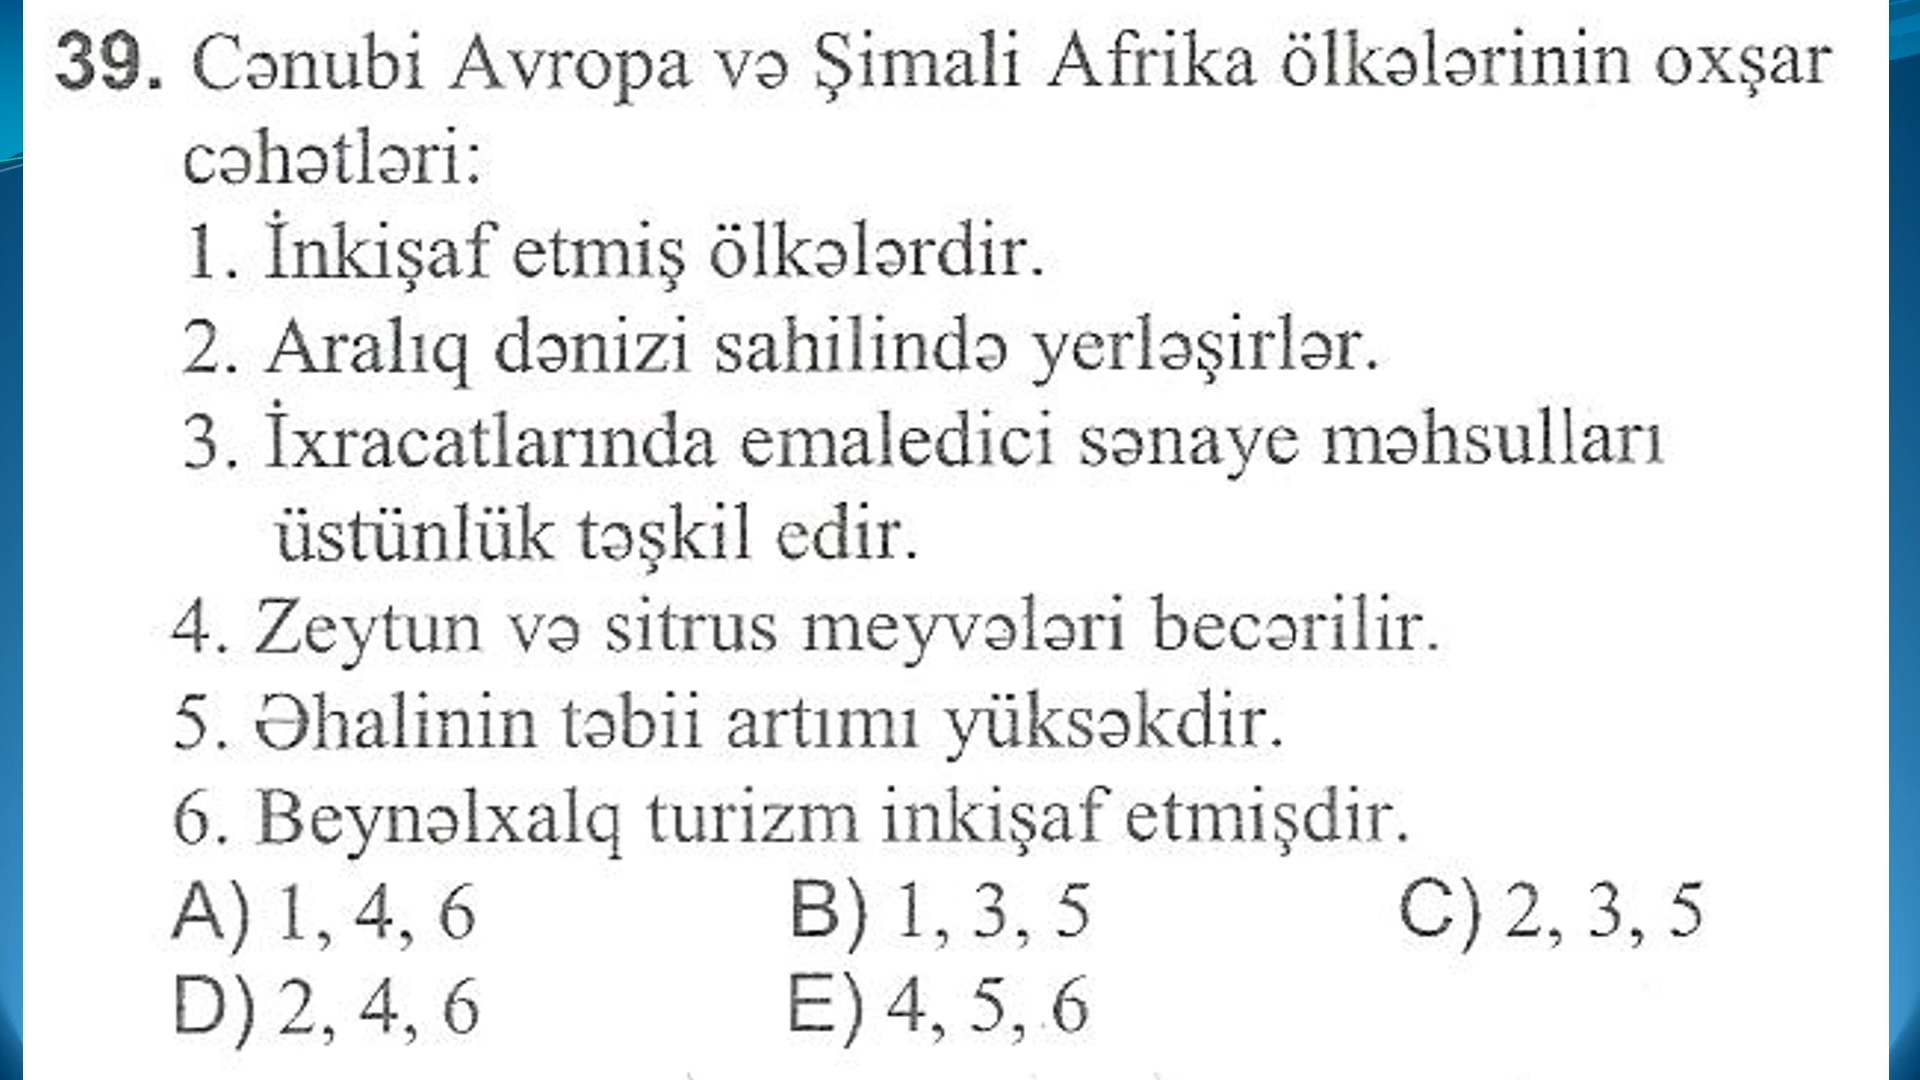 39. Cənubi Avropa və Şimali Afrika ölkələrinin oxşar
cəhətləri:
1. İnkişaf etmiş ölkələrdir.
2. Aralıq dənizi sahilində yerləşirlər.
3. İxracatlarında emaledici sənaye məhsulları
üstünlük təşkil edir.
4. Zeytun və sitrus meyvələri becərilir.
5. Əhalinin təbii artımı yüksəkdir.
6. Beynəlxalq turizm inkişaf etmişdir.
A) 1, 4, 6 B) 1, 3, 5 C) 2, 3, 5
D) 2, 4, 6 E) 4, 5, 6